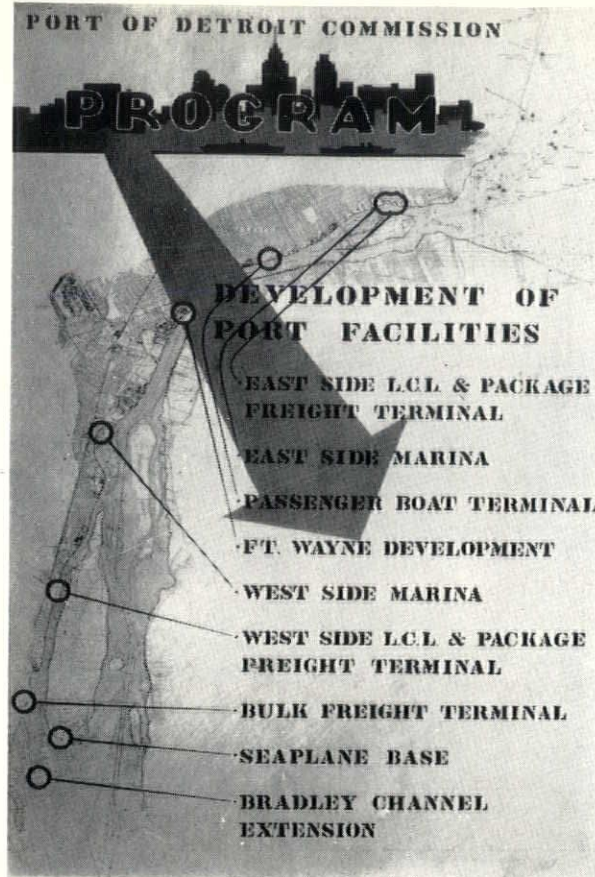 PORT OF DETROIT COMMISSION
PROGRAM
DEVELOPMENT OF
PORT FACILITIES
·EAST SIDE L.C.L & PACKAGE
FREIGHT TERMINAL
·EAST SIDE MARINA
·PASSENGER BOAT TERMINAL
·FT. WAYNE DEVELOPMENT
·WEST SIDE MARINA
·WEST SIDE L.C.L & PACKAGE
FREIGHT TERMINAL
·BULK FREIGHT TERMINAL
·SEAPLANE BASE
·BRADLEY CHANNEL
EXTENSION